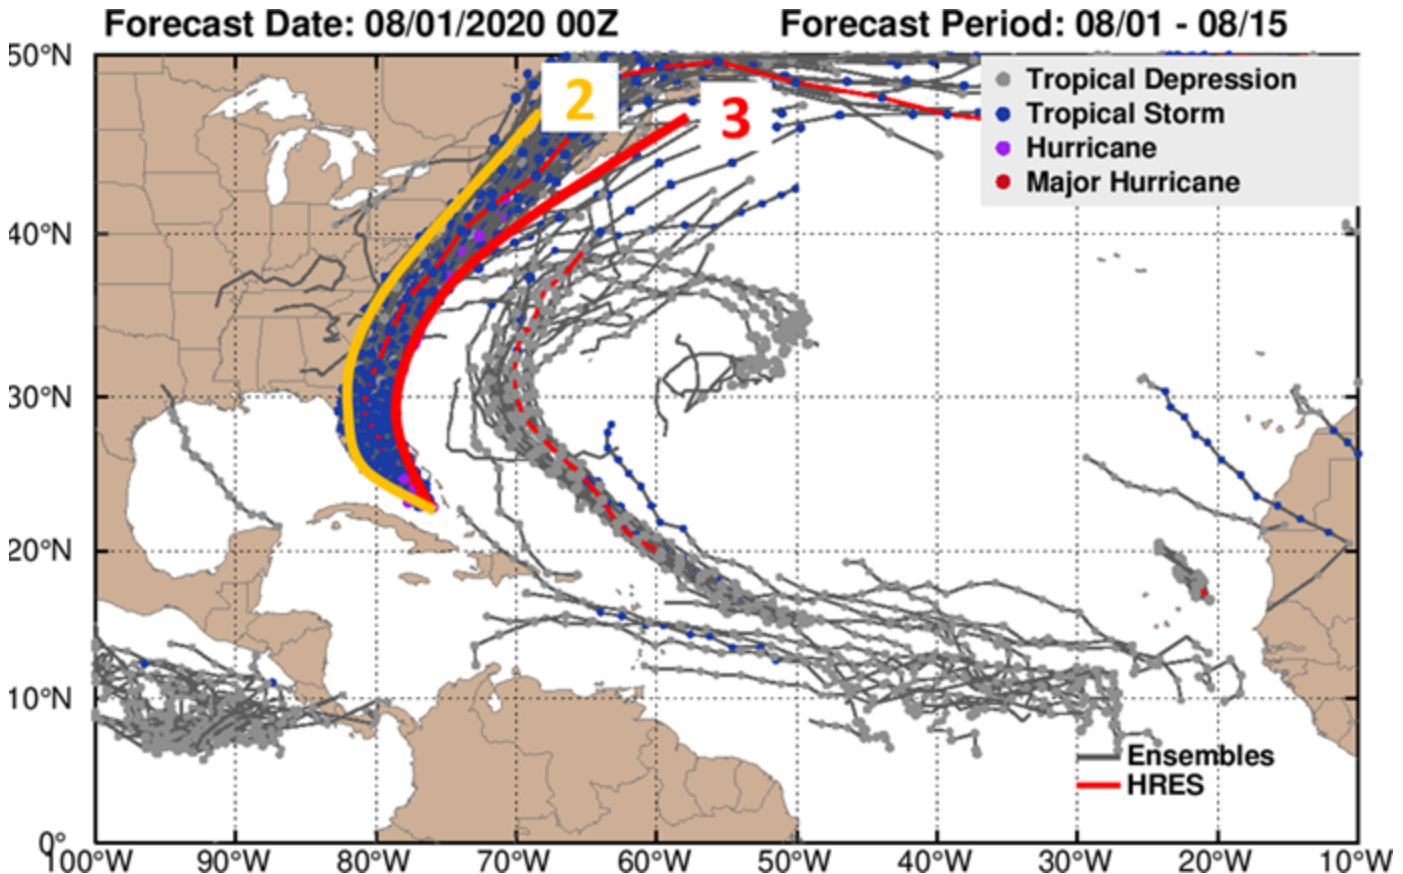 Forecast Date: 08/01/2020 00Z
Forecast Period: 08/01 - 08/15
50°N
2
3
Tropical Depression
Tropical Storm
Hurricane
Major Hurricane
40°N
30°N
20°N
10°N
Ensembles
HRES
0°
100°W 90°W 80°W 70°W 60°W 50°W 40°W 30°W 20°W 10°W